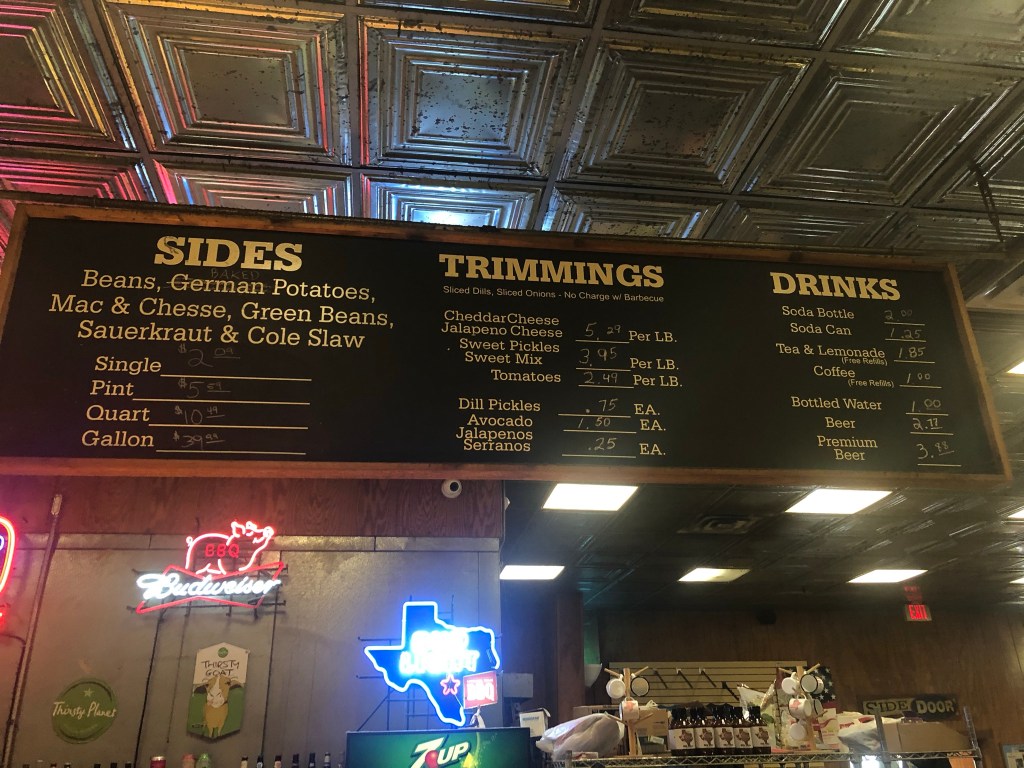 SIDES
BAKED
Beans, German Potatoes,
Mac & Chesse, Green Beans,
Sauerkraut & Cole Slaw
Single $2
Pint $5
Quart $10 49
Gallon $39
TRIMMINGS
Sliced Dills, Sliced Onions - No Charge w/ Barbecue
CheddarCheese
Jalapeno Cheese 5.29 Per LB.
Sweet Pickles
Sweet Mix 3.95 Per LB.
Tomatoes 2.49 Per LB.
Dill Pickles .75 EA.
Avocado 1.50 EA.
Jalapenos
Serranos .25 EA.
DRINKS
Soda Bottle 2.00
Soda Can 1.25
Tea & Lemonade 1.85
(Free Refills)
Coffee 1.00
(Free Refills)
Bottled Water 1.00
Beer 2.77
Premium
Beer 3.88
BBQ
Budweiser
THIRSTY
GOAT
Thirsty Planet
BBQ
7UP
EXIT
SIDE DOOR